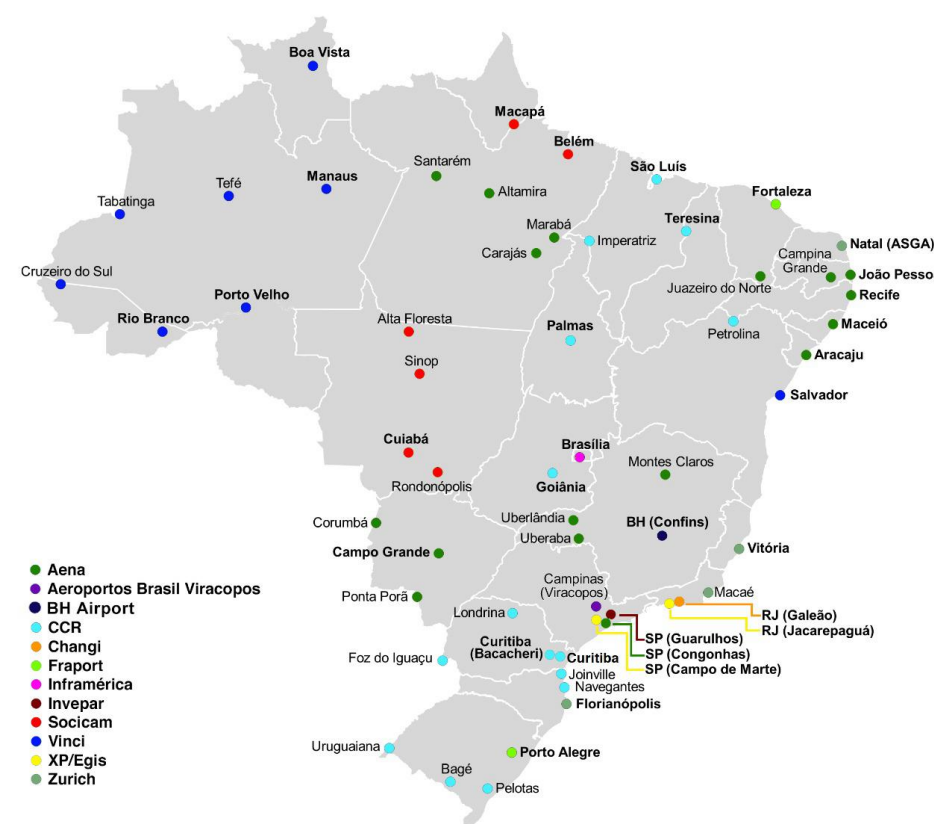 Boa Vista
Macapá
Belém
Santarém
São Luís
Manaus
Tefé
Altamira
Fortaleza
Tabatinga
Teresina
Marabá
Imperatriz
Natal (ASGA)
Carajás
Campina
Grande
Cruzeiro do Sul
João Pesso
Juazeiro do Norte
Porto Velho
Recife
Rio Branco
Alta Floresta
Palmas
Maceió
Petrolina
Sinop
Aracaju
Salvador
Cuiabá
Brasília
Montes Claros
Rondonópolis
Goiânia
Corumbá
Uberlândia
BH (Confins)
Uberaba
Campo Grande
Vitória
Campinas
(Viracopos)
Ponta Porã
Macaé
Londrina
RJ (Galeão)
RJ (Jacarepaguá)
SP (Guarulhos)
SP (Congonhas)
SP (Campo de Marte)
Curitiba
(Bacacheri)
Curitiba
Foz do Iguaçu
Joinville
Navegantes
Florianópolis
Uruguaiana
Porto Alegre
Bagé
Pelotas
Aena
Aeroportos Brasil Viracopos
BH Airport
CCR
Changi
Fraport
Inframérica
Invepar
Socicam
Vinci
XP/Egis
Zurich